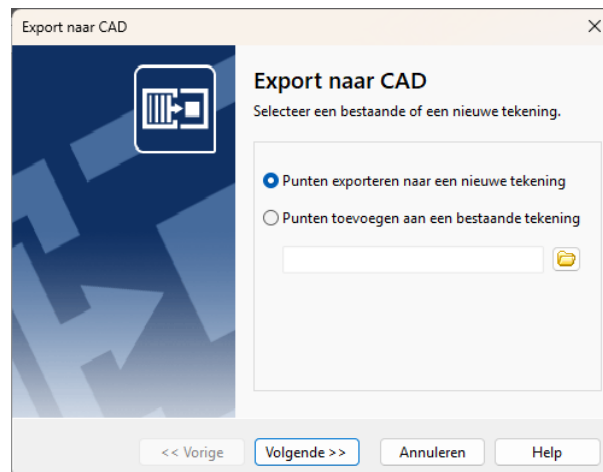 Export naar CAD
Export naar CAD
Selecteer een bestaande of een nieuwe tekening.
Punten exporteren naar een nieuwe tekening
Punten toevoegen aan een bestaande tekening
<< Vorige
Volgende >>
Annuleren
Help